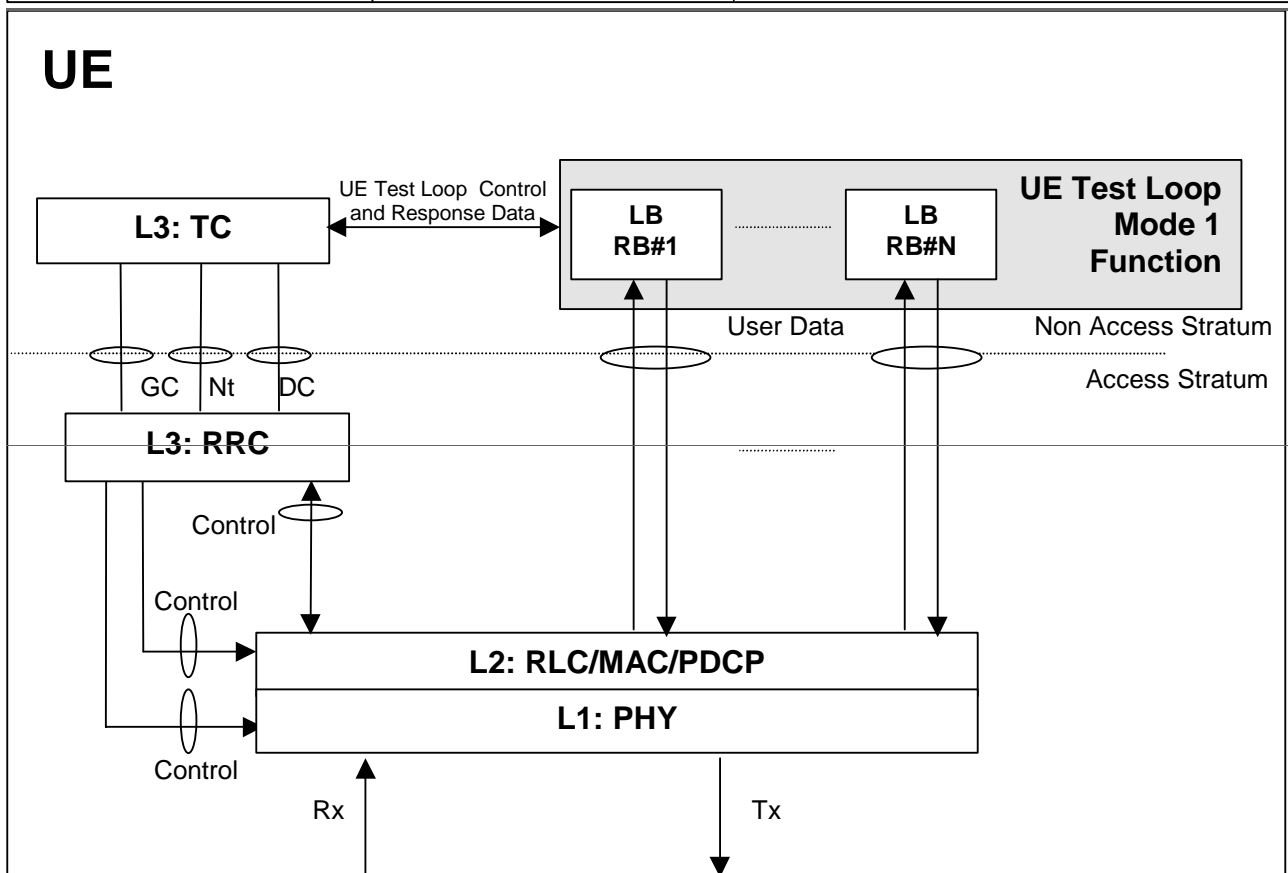 UE
UE Test Loop Control
and Response Data
L3: TC
LB
RB#1
LB
RB#N
UE Test Loop
Mode 1
Function
User Data
Non Access Stratum
Access Stratum
GC Nt DC
L3: RRC
Control
Control
L2: RLC/MAC/PDCP
L1: PHY
Control
Rx
Tx